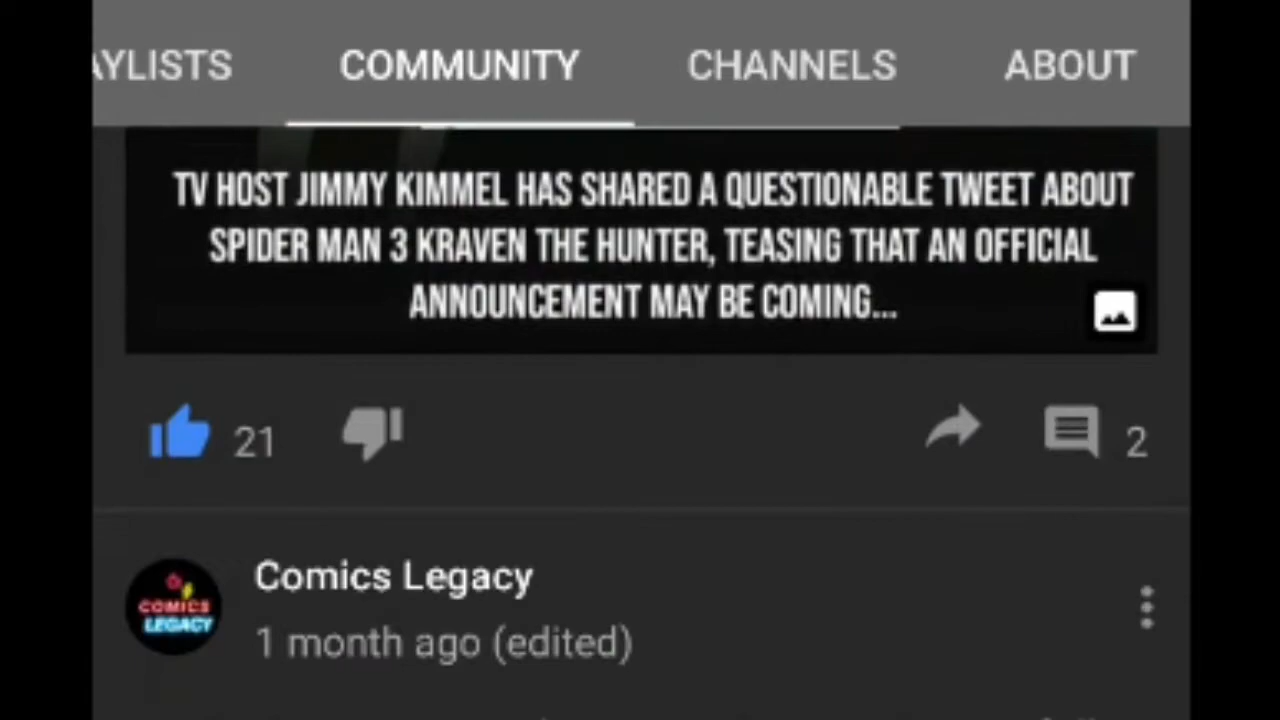 AYLISTS COMMUNITY CHANNELS ABOUT
TV HOST JIMMY KIMMEL HAS SHARED A QUESTIONABLE TWEET ABOUT
SPIDER MAN 3 KRAVEN THE HUNTER, TEASING THAT AN OFFICIAL
ANNOUNCEMENT MAY BE COMING...
21 2
Comics Legacy
COMICS
LEGACY
1 month ago (edited)